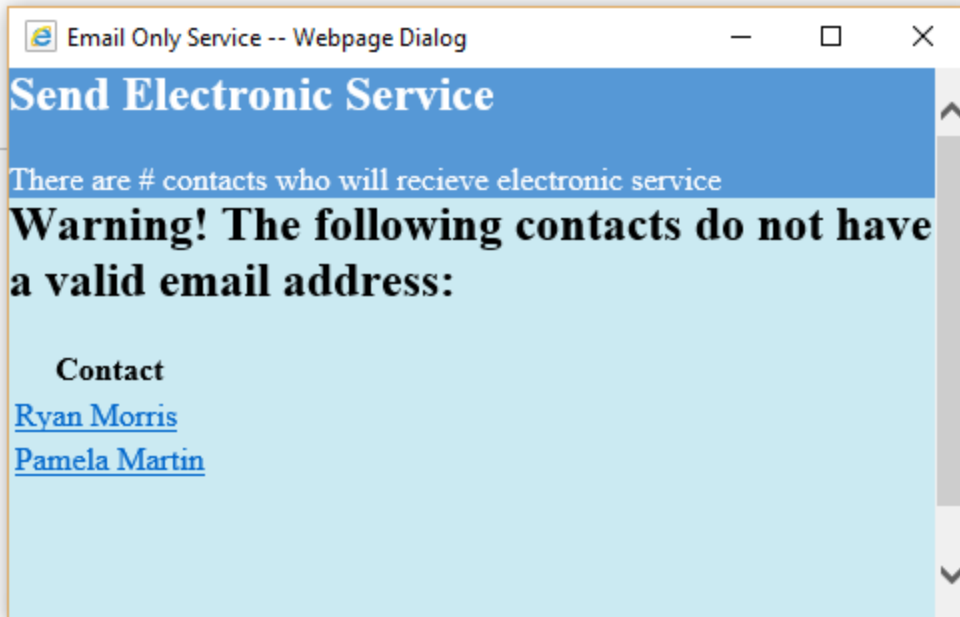 Email Only Service -- Webpage Dialog
Send Electronic Service
There are # contacts who will recieve electronic service
Warning! The following contacts do not have
a valid email address:
Contact
Ryan Morris
Pamela Martin